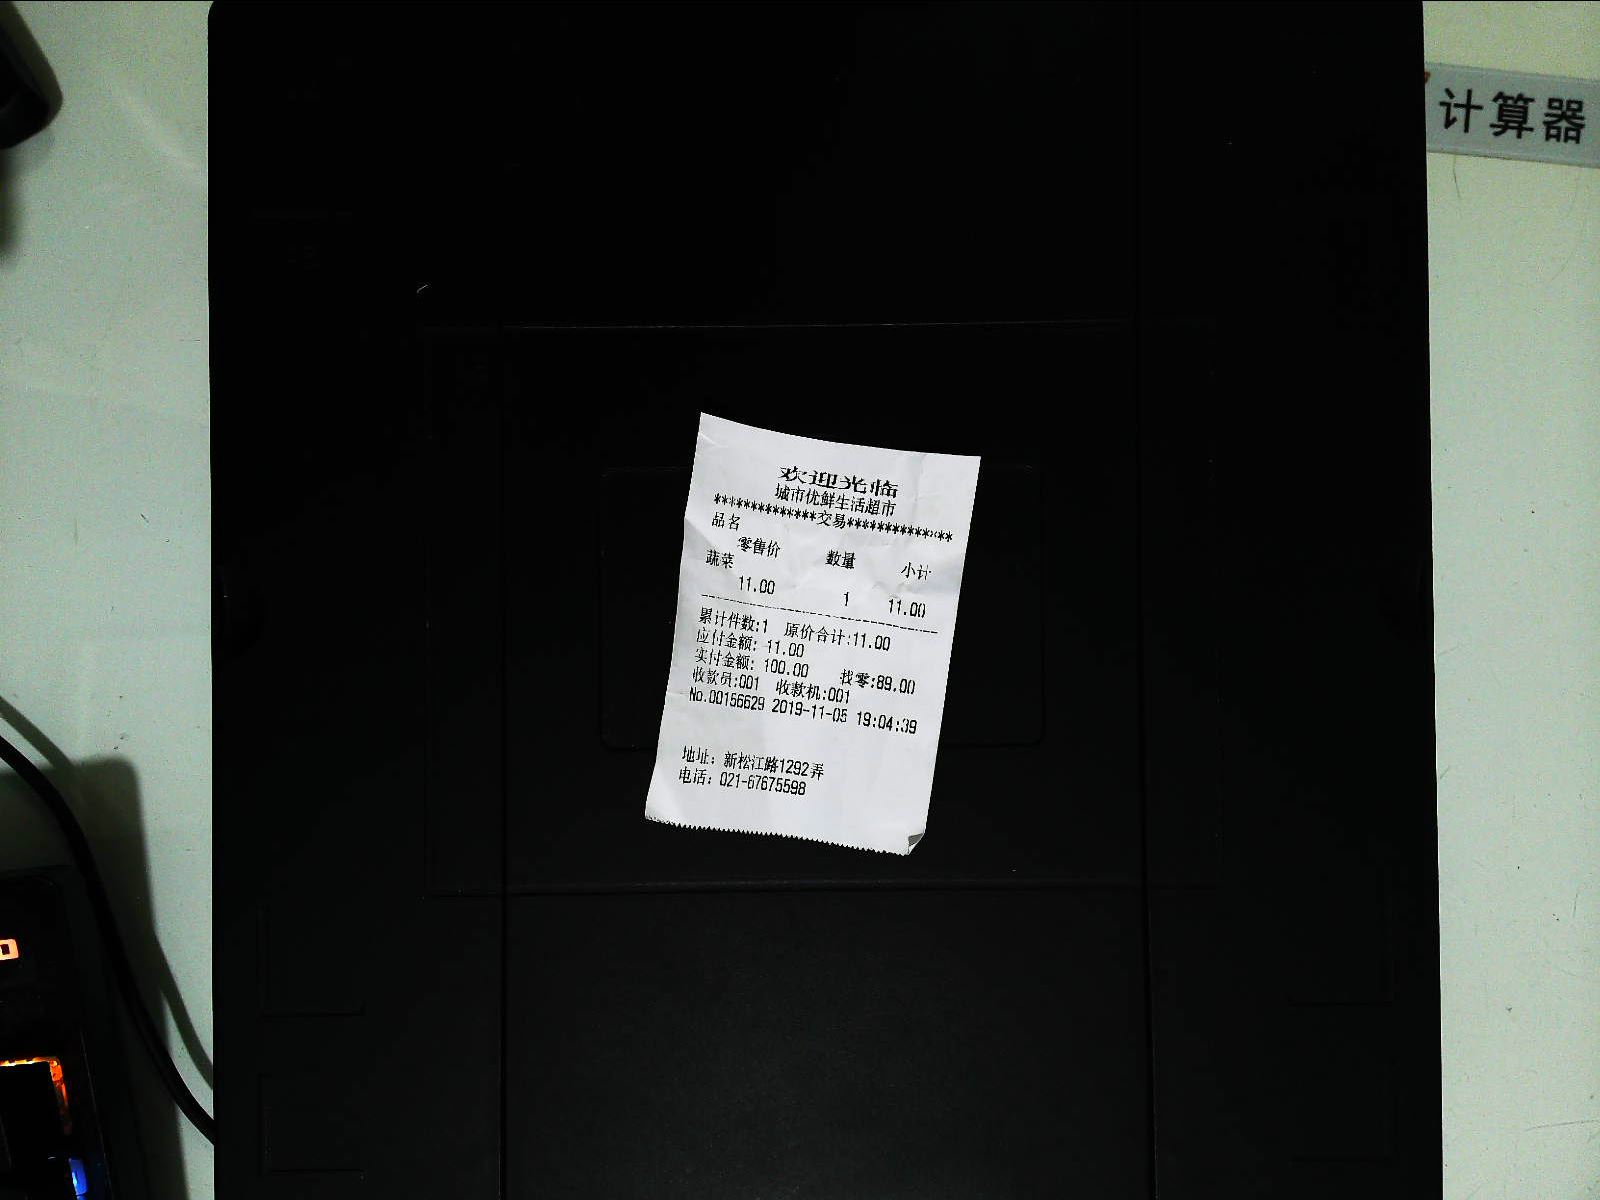 计算器
欢迎光临
城市优鲜生活超市
**************交易**************
品名
零售价 数量 小计
蔬菜
11.00 1 11.00
累计件数:1 原价合计:11.00
应付金额: 11.00
实付金额: 100.00 找零:89.00
收款员:001 收款机:001
No.00156629 2019-11-05 19:04:39
地址: 新松江路1292弄
电话: 021-67675598